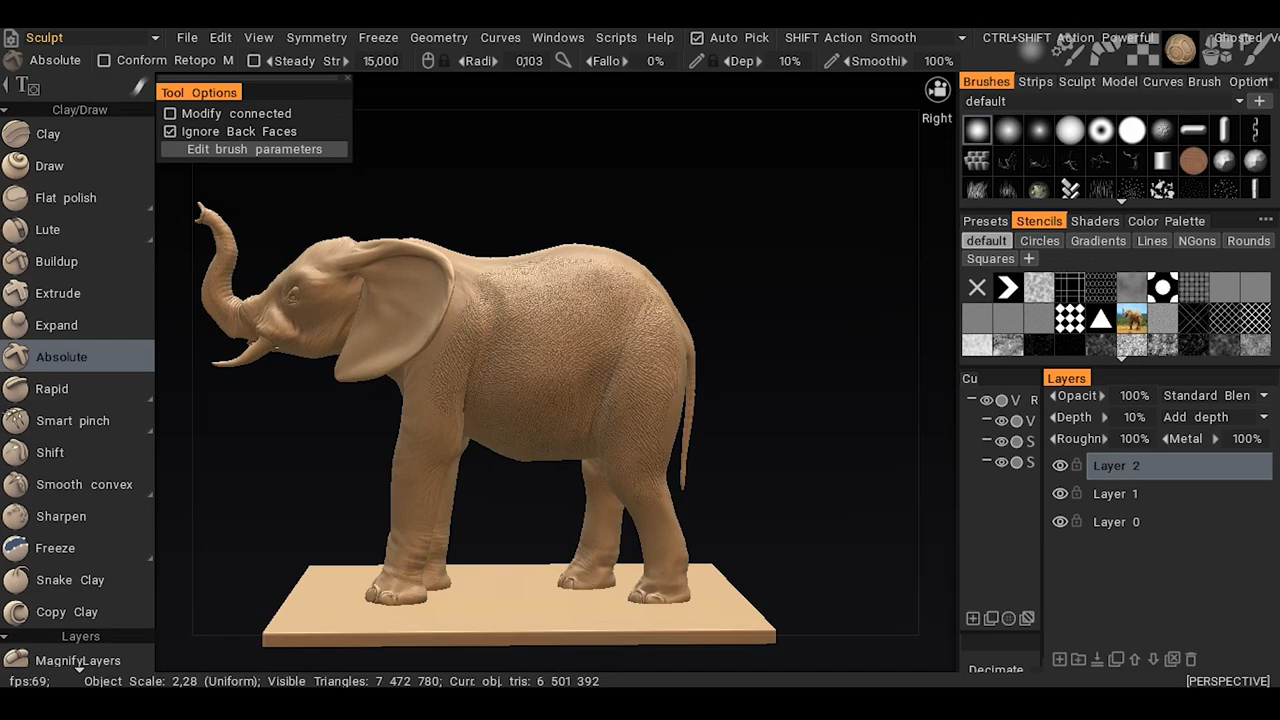 Sculpt File Edit View Symmetry Freeze Geometry Curves Windows Scripts Help Auto Pick SHIFT Action Smooth CTRL+SHIFT Action Powerful Ghosted
Absolute Conform Retopo M Steady Str 15,000 Radi 0,103 Fallo 0% Dep 10% Smoothi 100%
Tool Options
Modify connected
Ignore Back Faces
Edit brush parameters
Right
Clay/Draw
Clay
Draw
Flat polish
Lute
Buildup
Extrude
Expand
Absolute
Rapid
Smart pinch
Shift
Smooth convex
Sharpen
Freeze
Snake Clay
Copy Clay
Layers
MagnifyLayers
Brushes Strips Sculpt Model Curves Brush Option
default
Presets Stencils Shaders Color Palette
default Circles Gradients Lines NGons Rounds
Squares
Cu Layers
V R
V
S
S
Opacit 100% Standard Blen
Depth 10% Add depth
Roughn 100% Metal 100%
Layer 2
Layer 1
Layer 0
Decimate
fps:69; Object Scale: 2,28 (Uniform); Visible Triangles: 7 472 780; Curr. obj. tris: 6 501 392 [PERSPECTIVE]